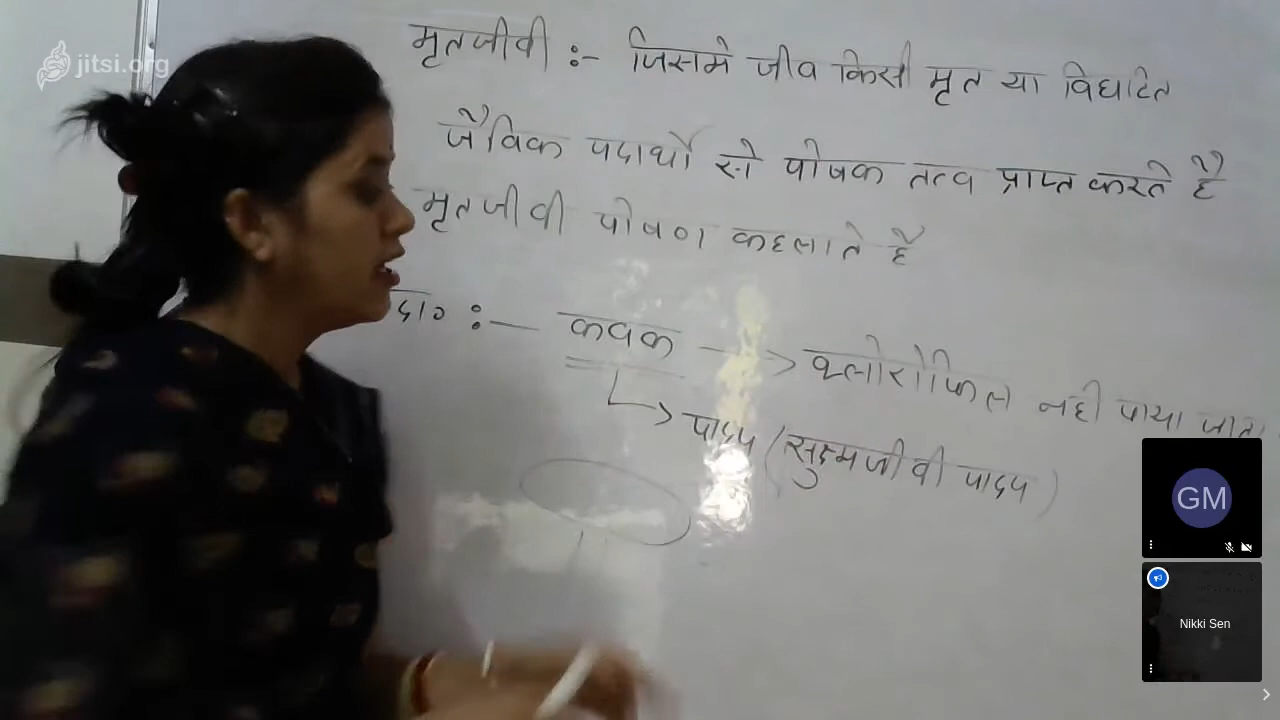 jitsi.org
मृतजीवी :- जिसमे जीव किसी मृत या विघटित
जैविक पदार्थों से पोषक तत्व प्राप्त करते है
मृतजीवी पोषण कहलाते है
दा० :— कवक —> क्लोरोफिल नही पाया जाता
पादप (सुक्ष्मजीवी पादप)
GM
Nikki Sen